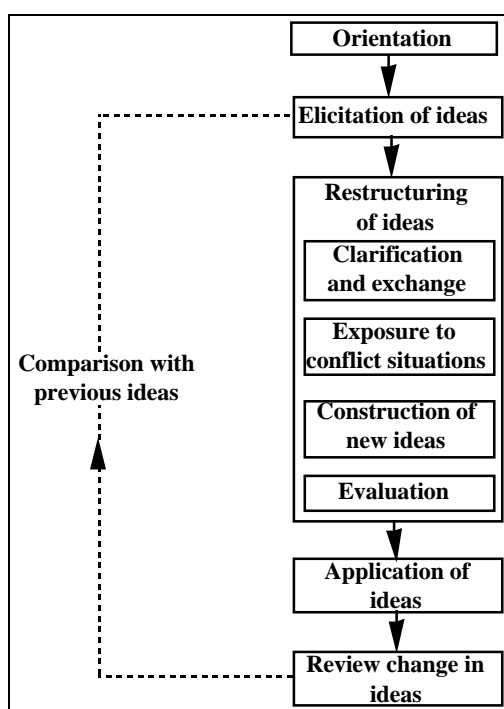 Orientation
Elicitation of ideas
Restructuring
of ideas
Clarification
and exchange
Exposure to
conflict situations
Comparison with
previous ideas
Construction of
new ideas
Evaluation
Application of
ideas
Review change in
ideas